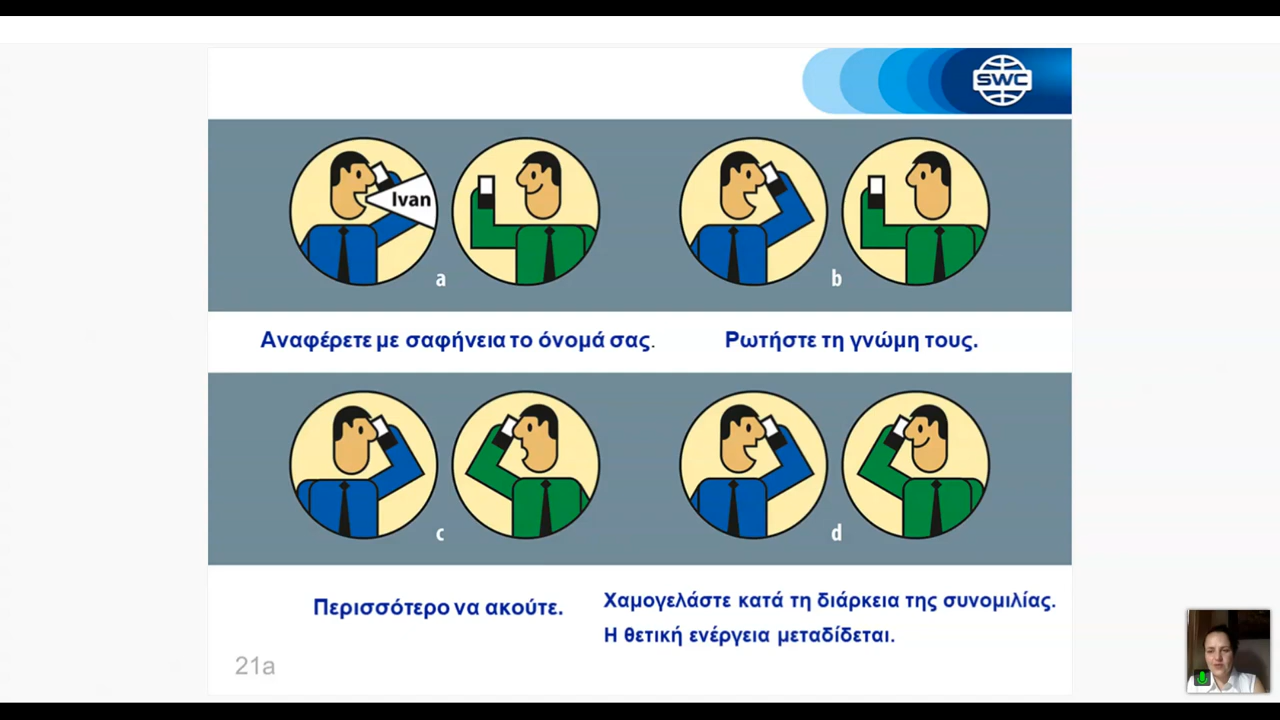 SWC
Ivan
a
b
Αναφέρετε με σαφήνεια το όνομά σας.
Ρωτήστε τη γνώμη τους.
c
d
Περισσότερο να ακούτε.
Χαμογελάστε κατά τη διάρκεια της συνομιλίας.
Η θετική ενέργεια μεταδίδεται.
21a